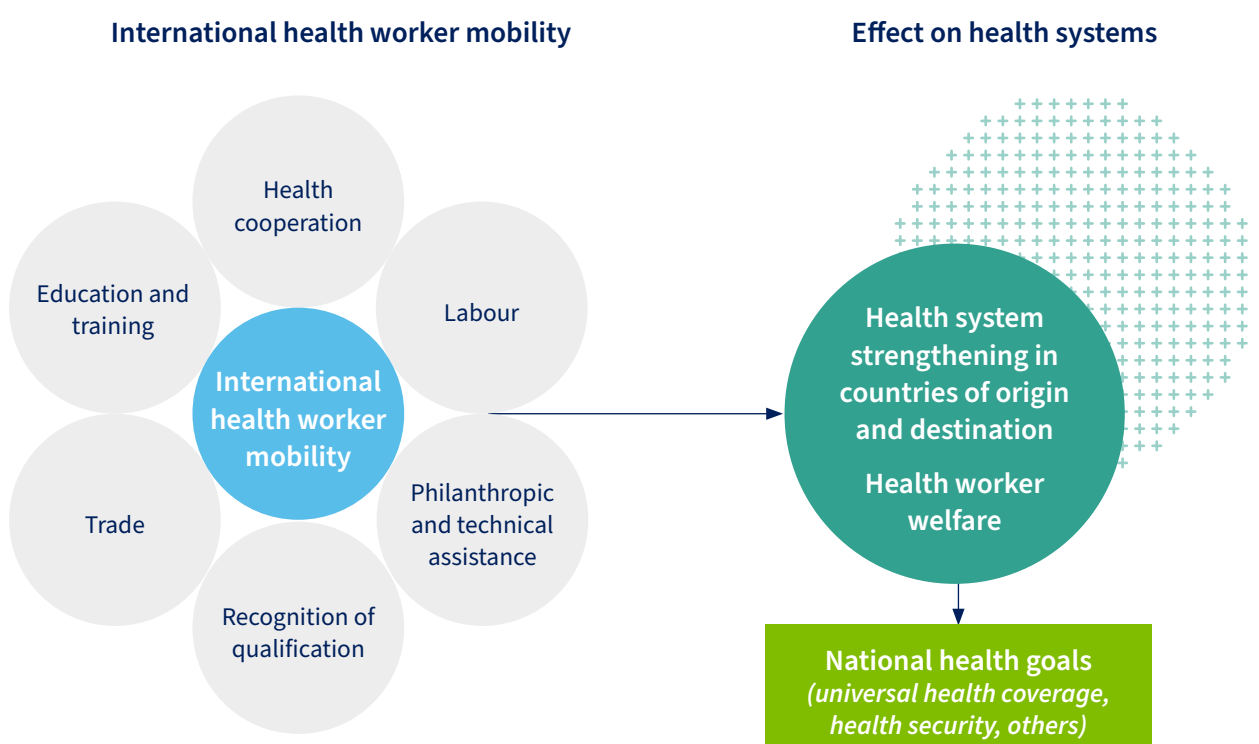 International health worker mobility
Effect on health systems
Health
cooperation
Education and
training
Labour
International
health worker
mobility
Trade
Philanthropic
and technical
assistance
Recognition of
qualification
Health system
strengthening in
countries of origin
and destination
Health worker
welfare
National health goals
(universal health coverage,
health security, others)